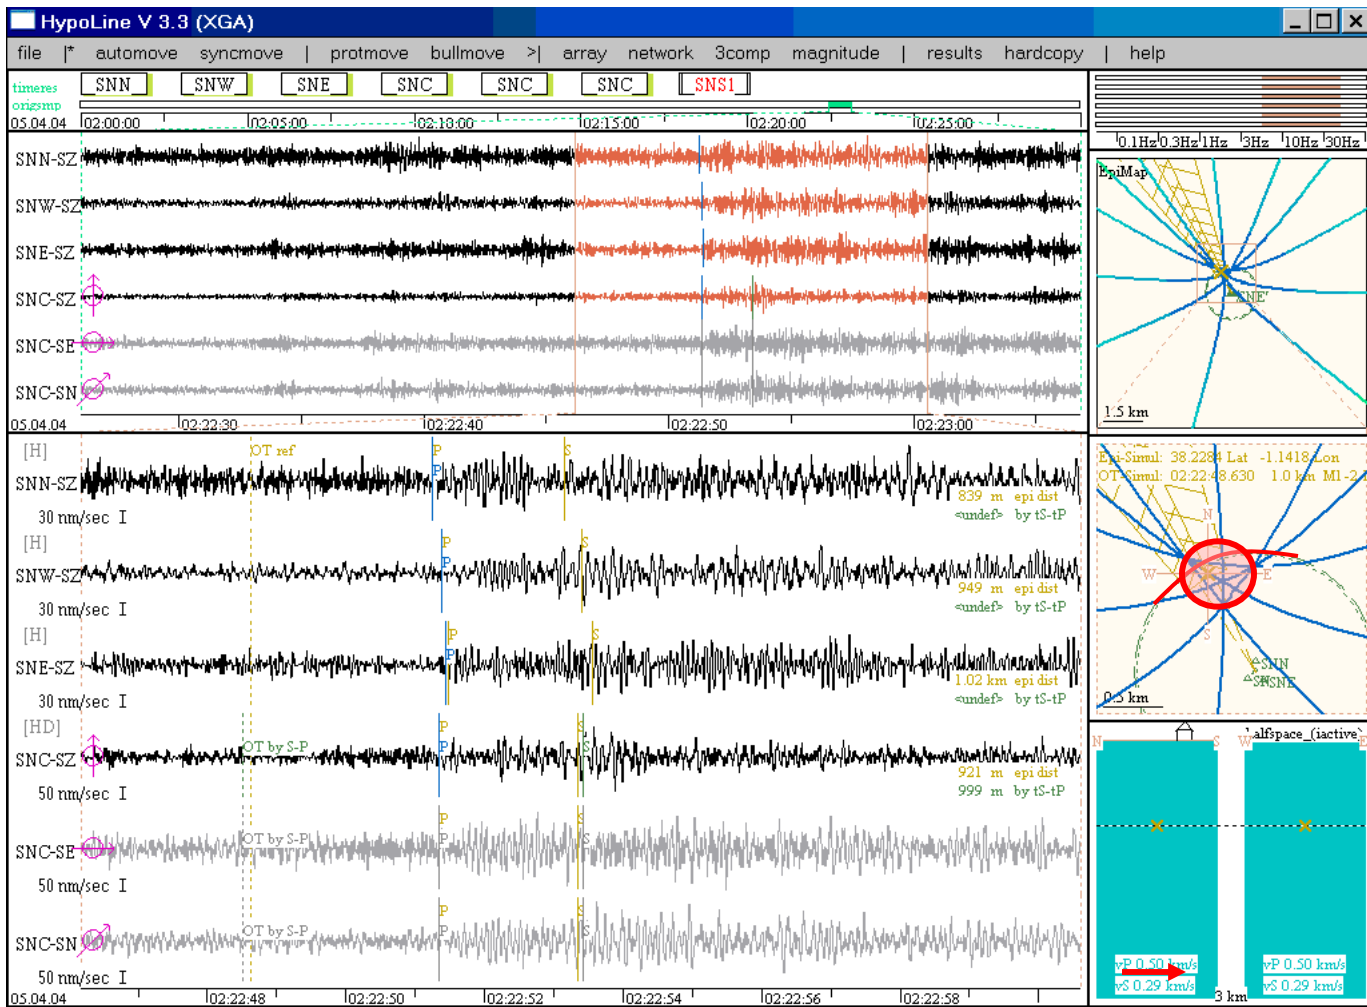 HypoLine V 3.3 (XGA)
file |* automove syncmove | protmove bullmove >| array network 3comp magnitude | results hardcopy | help
timeres SNN SNW SNE SNC SNC SNC SNS1
origsmp
05.04.04 02:00:00 02:05:00 02:10:00 02:15:00 02:20:00 02:25:00
0.1Hz 0.3Hz 1Hz 3Hz 10Hz 30Hz
SNN-SZ
SNW-SZ
SNE-SZ
SNC-SZ
SNC-SE
SNC-SN
05.04.04 02:22:30 02:22:40 02:22:50 02:23:00
EpiMap
SNE'
1.5 km
[H] OT ref P S
P
SNN-SZ
839 m epi dist
30 nm/sec I <undef> by tS-tP
[H] P S
P
SNW-SZ
949 m epi dist
30 nm/sec I <undef> by tS-tP
[H] P S
P
SNE-SZ
1.02 km epi dist
30 nm/sec I <undef> by tS-tP
[HD] P S S
OT by S-P P
SNC-SZ
921 m epi dist
50 nm/sec I 999 m by tS-tP
P S
OT by S-P P S
SNC-SE
50 nm/sec I
P S
OT by S-P P S
SNC-SN
50 nm/sec I
05.04.04 02:22:48 02:22:50 02:22:52 02:22:54 02:22:56 02:22:58
Epi-Simul: 38.2284 Lat -1.1418 Lon
OT-Simul: 02:22:48.630 1.0 km Ml-2.
N
W E
S
SNN
SNE
0.5 km
N S W E
halfspace_(iactive)
vP 0.50 km/s vP 0.50 km/s
vS 0.29 km/s 3 km vS 0.29 km/s